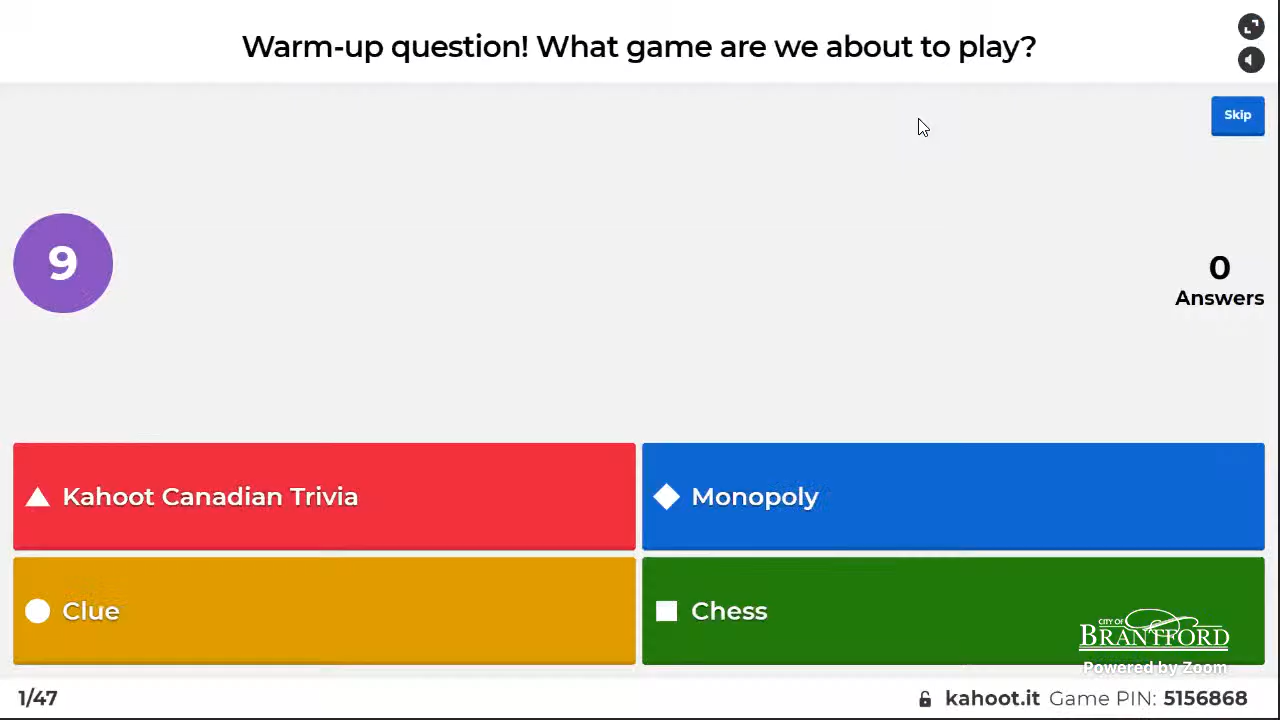 Warm-up question! What game are we about to play?
Skip
9
0
Answers
Kahoot Canadian Trivia
Monopoly
Clue
Chess
CITY OF
BRANTFORD
Powered by Zoom
1/47
kahoot.it Game PIN: 5156868